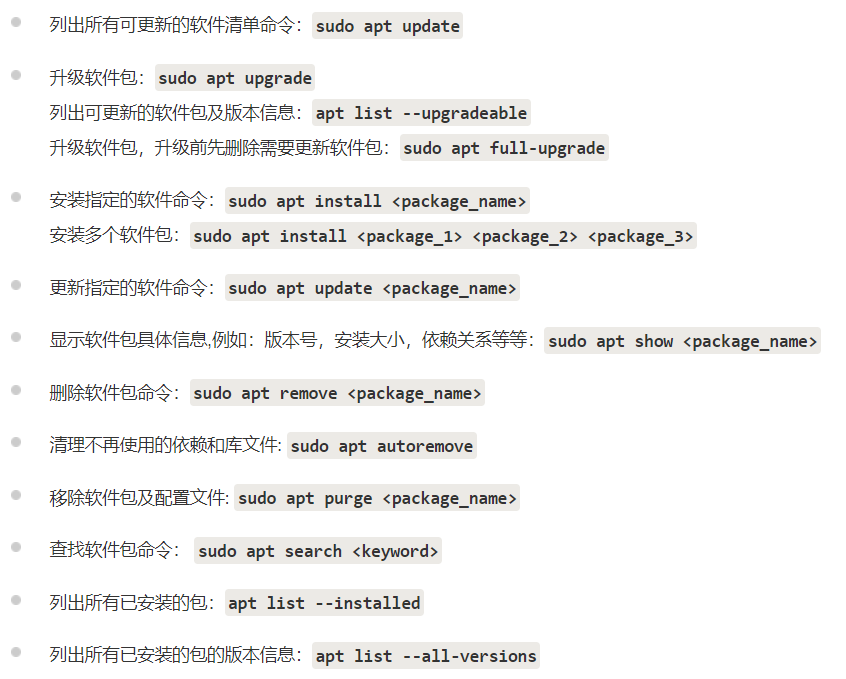 列出所有可更新的软件清单命令：sudo apt update
升级软件包：sudo apt upgrade
列出可更新的软件包及版本信息：apt list --upgradeable
升级软件包，升级前先删除需要更新软件包：sudo apt full-upgrade
安装指定的软件命令：sudo apt install <package_name>
安装多个软件包：sudo apt install <package_1> <package_2> <package_3>
更新指定的软件命令：sudo apt update <package_name>
显示软件包具体信息,例如：版本号，安装大小，依赖关系等等：sudo apt show <package_name>
删除软件包命令：sudo apt remove <package_name>
清理不再使用的依赖和库文件: sudo apt autoremove
移除软件包及配置文件: sudo apt purge <package_name>
查找软件包命令： sudo apt search <keyword>
列出所有已安装的包：apt list --installed
列出所有已安装的包的版本信息：apt list --all-versions